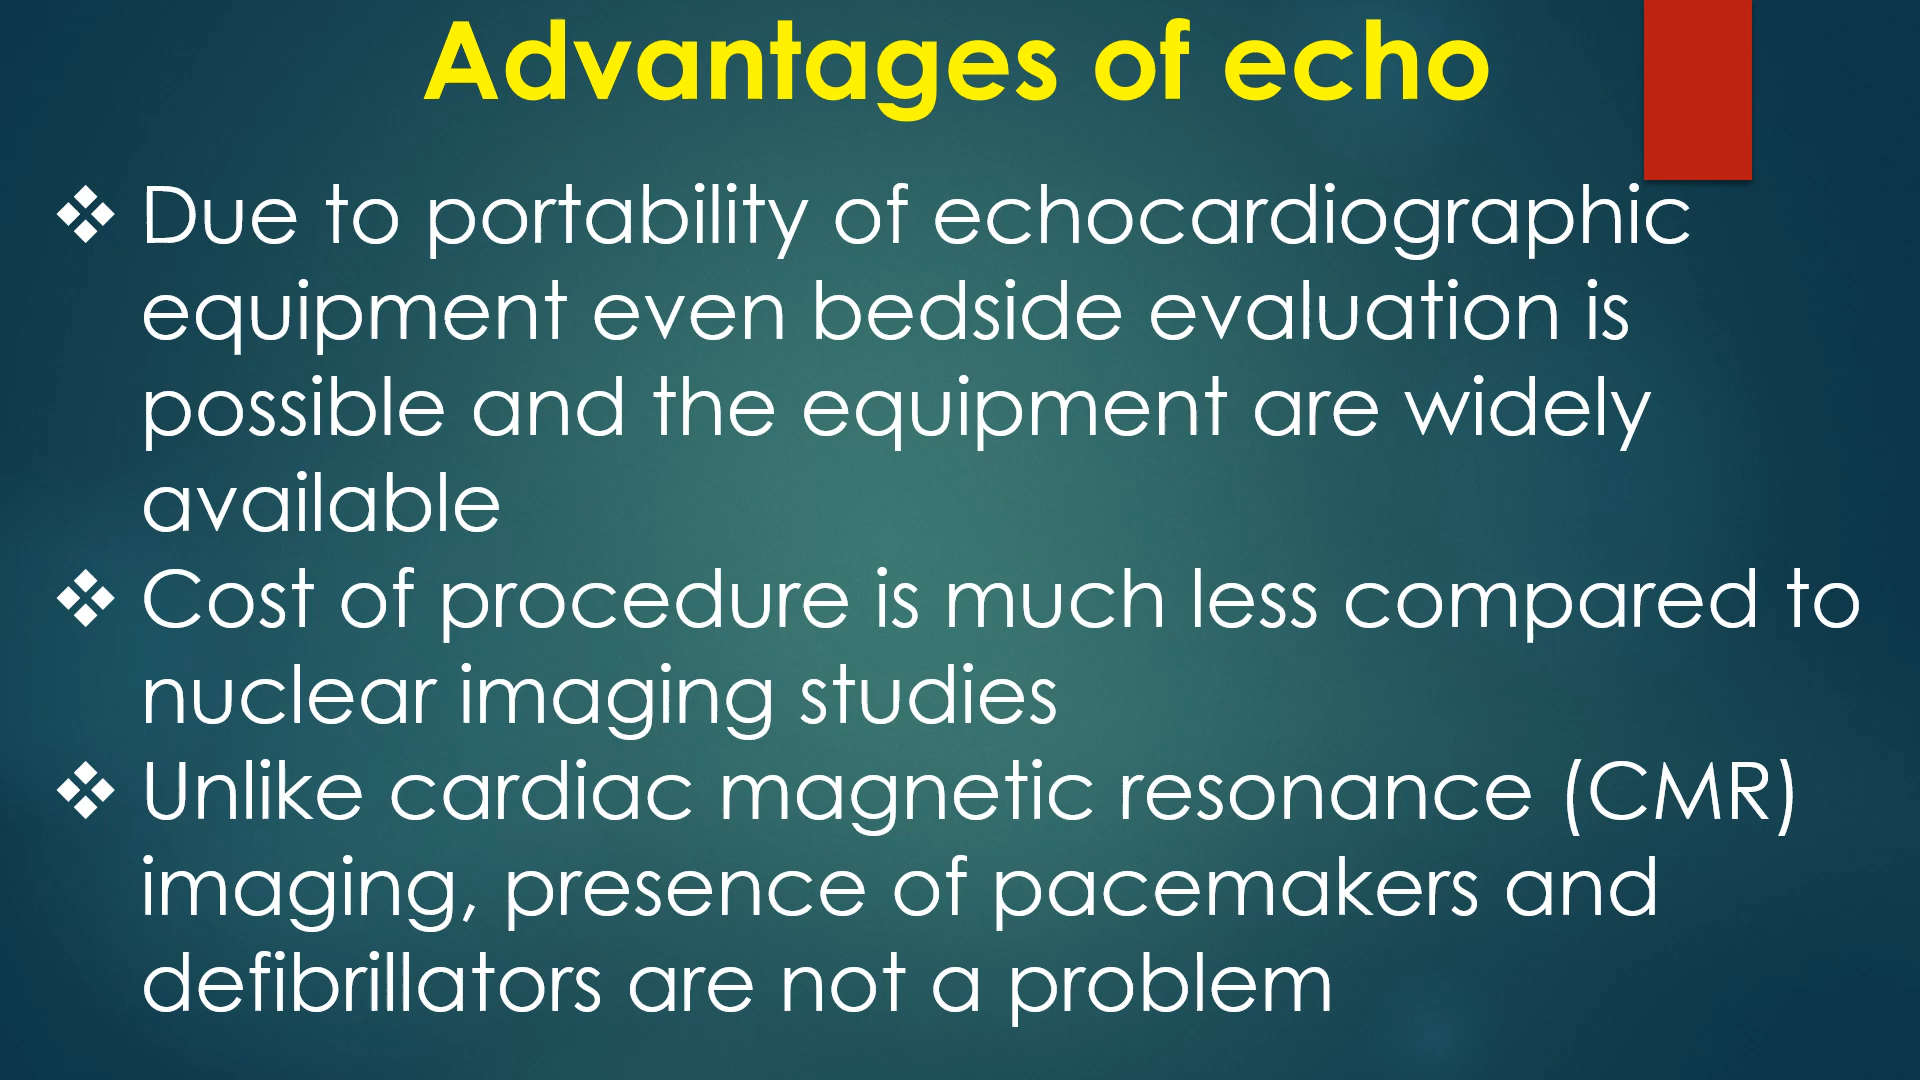 Advantages of echo
❖ Due to portability of echocardiographic
equipment even bedside evaluation is
possible and the equipment are widely
available
❖ Cost of procedure is much less compared to
nuclear imaging studies
❖ Unlike cardiac magnetic resonance (CMR)
imaging, presence of pacemakers and
defibrillators are not a problem